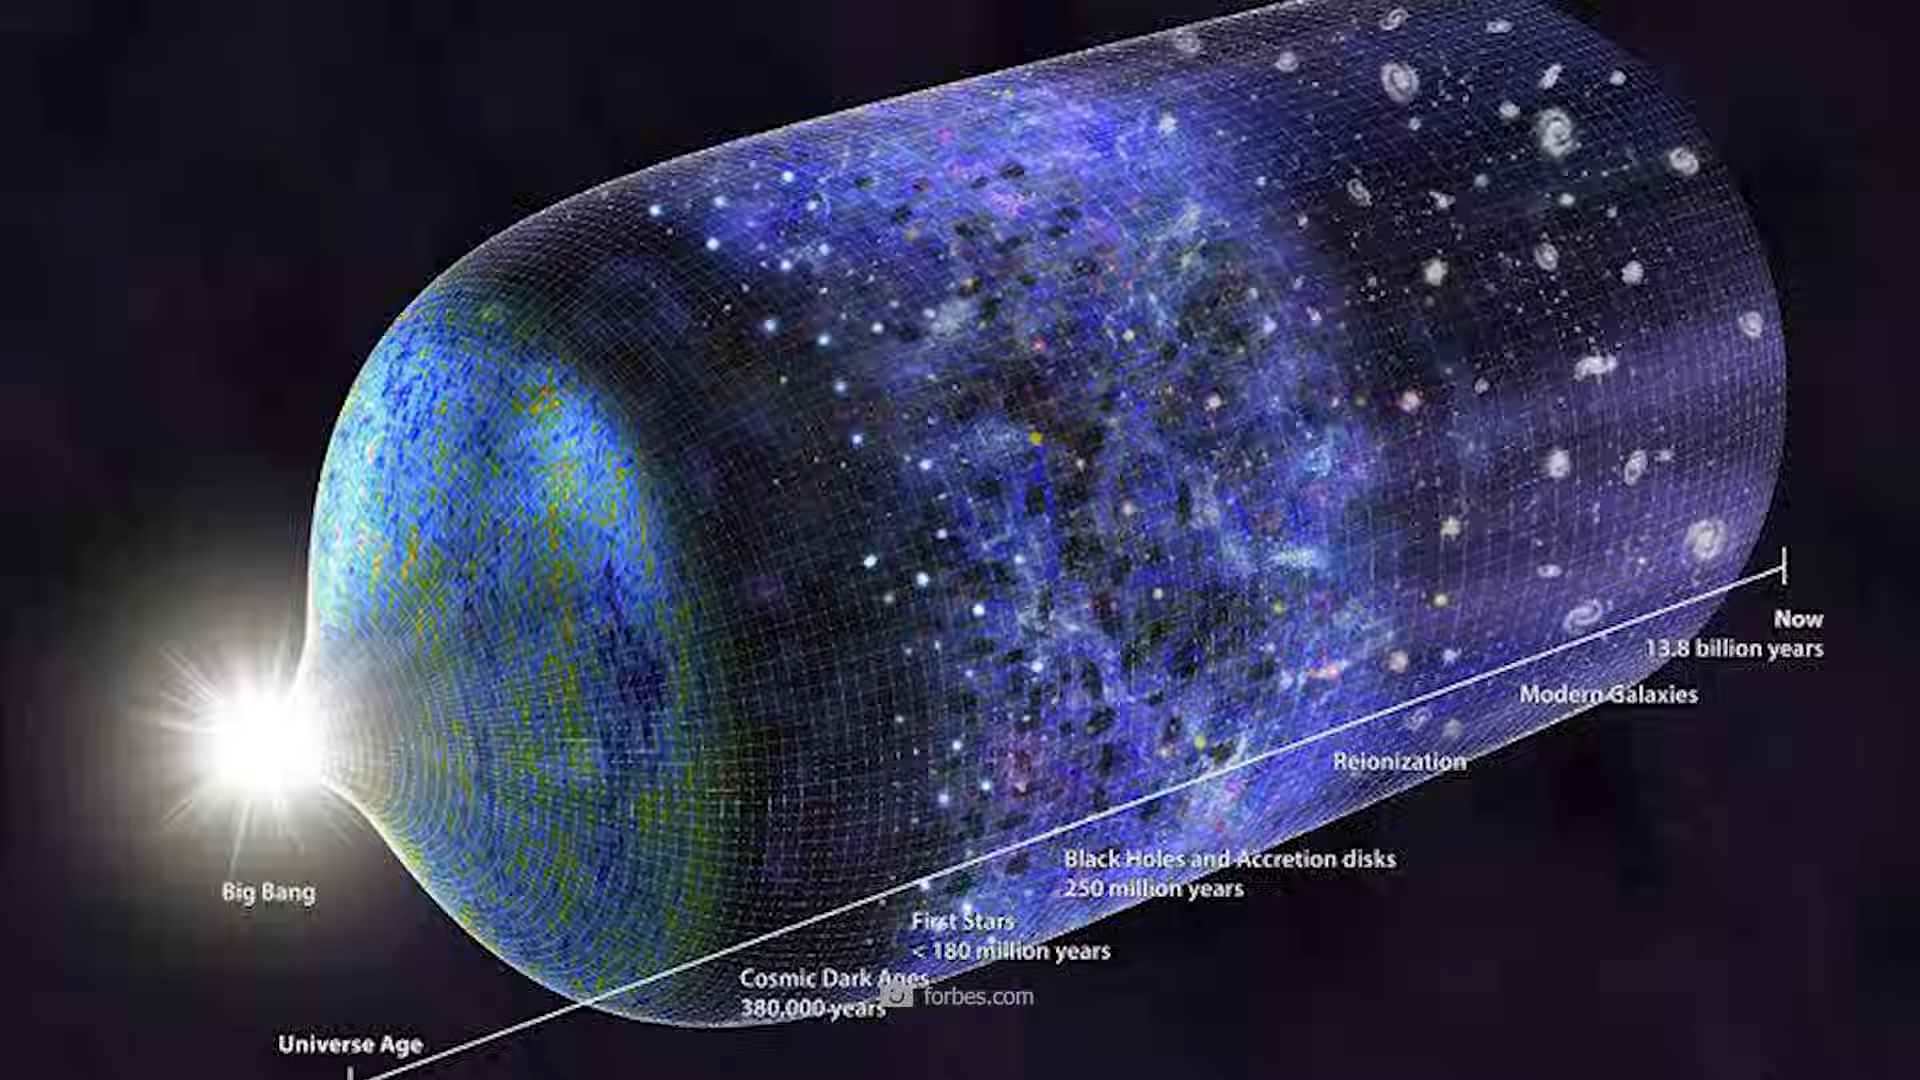 Now
13.8 billion years
Modern Galaxies
Reionization
Black Holes and Accretion disks
250 million years
First Stars
< 180 million years
Cosmic Dark Ages
380,000 years
forbes.com
Big Bang
Universe Age